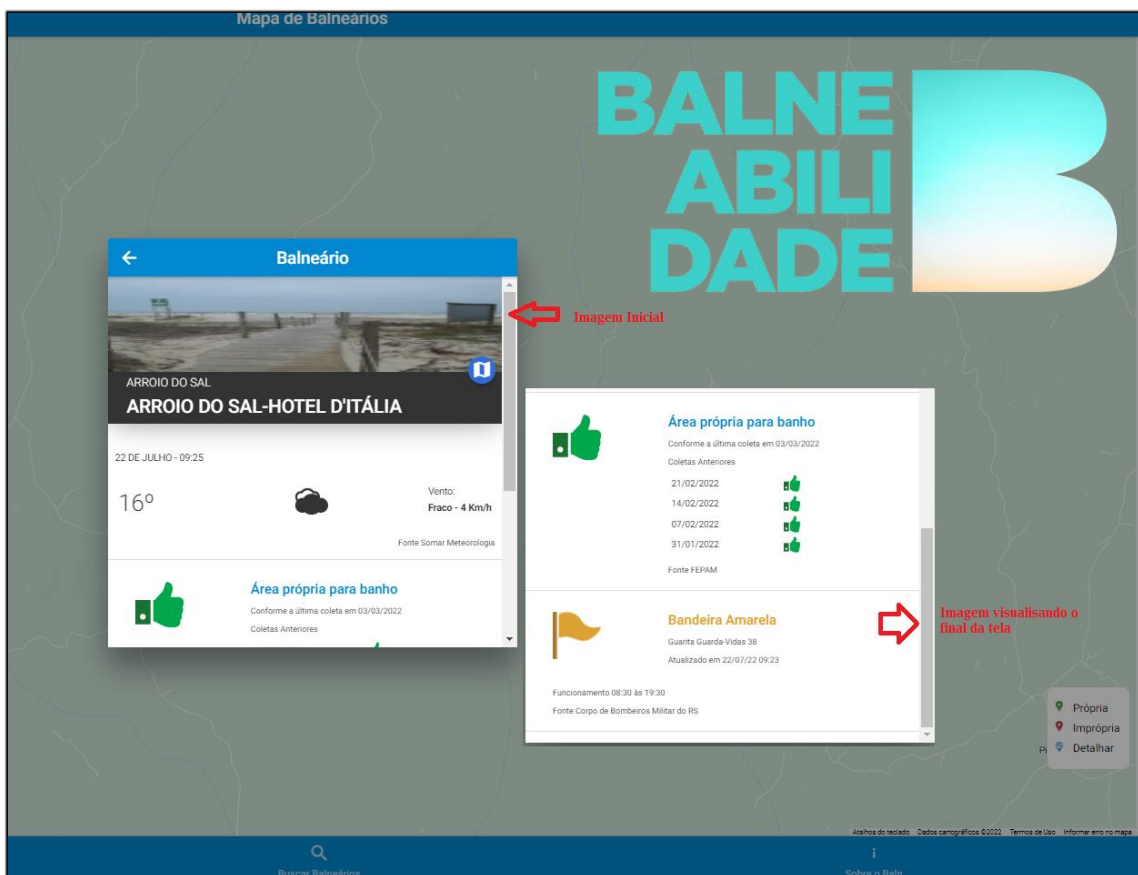 Mapa de Balneários
BALNE
ABILI
DADE
Balneário
Imagem Inicial
ARROIO DO SAL
ARROIO DO SAL-HOTEL D'ITÁLIA
22 DE JULHO - 09:25
16º
Vento:
Fraco - 4 Km/h
Fonte Somar Meteorologia
Área própria para banho
Conforme a última coleta em 03/03/2022
Coletas Anteriores
Área própria para banho
Conforme a última coleta em 03/03/2022
Coletas Anteriores
21/02/2022
14/02/2022
07/02/2022
31/01/2022
Fonte FEPAM
Bandeira Amarela
Guarita Guarda-Vidas 38
Atualizado em 22/07/22 09:23
Funcionamento 08:30 às 19:30
Fonte Corpo de Bombeiros Militar do RS
Imagem visualisando o
final da tela
Própria
Imprópria
Detalhar
Atalhos do teclado Dados cartográficos ©2022 Termos de Uso Informar erro no mapa
Buscar Balneários
Sobre o Baln